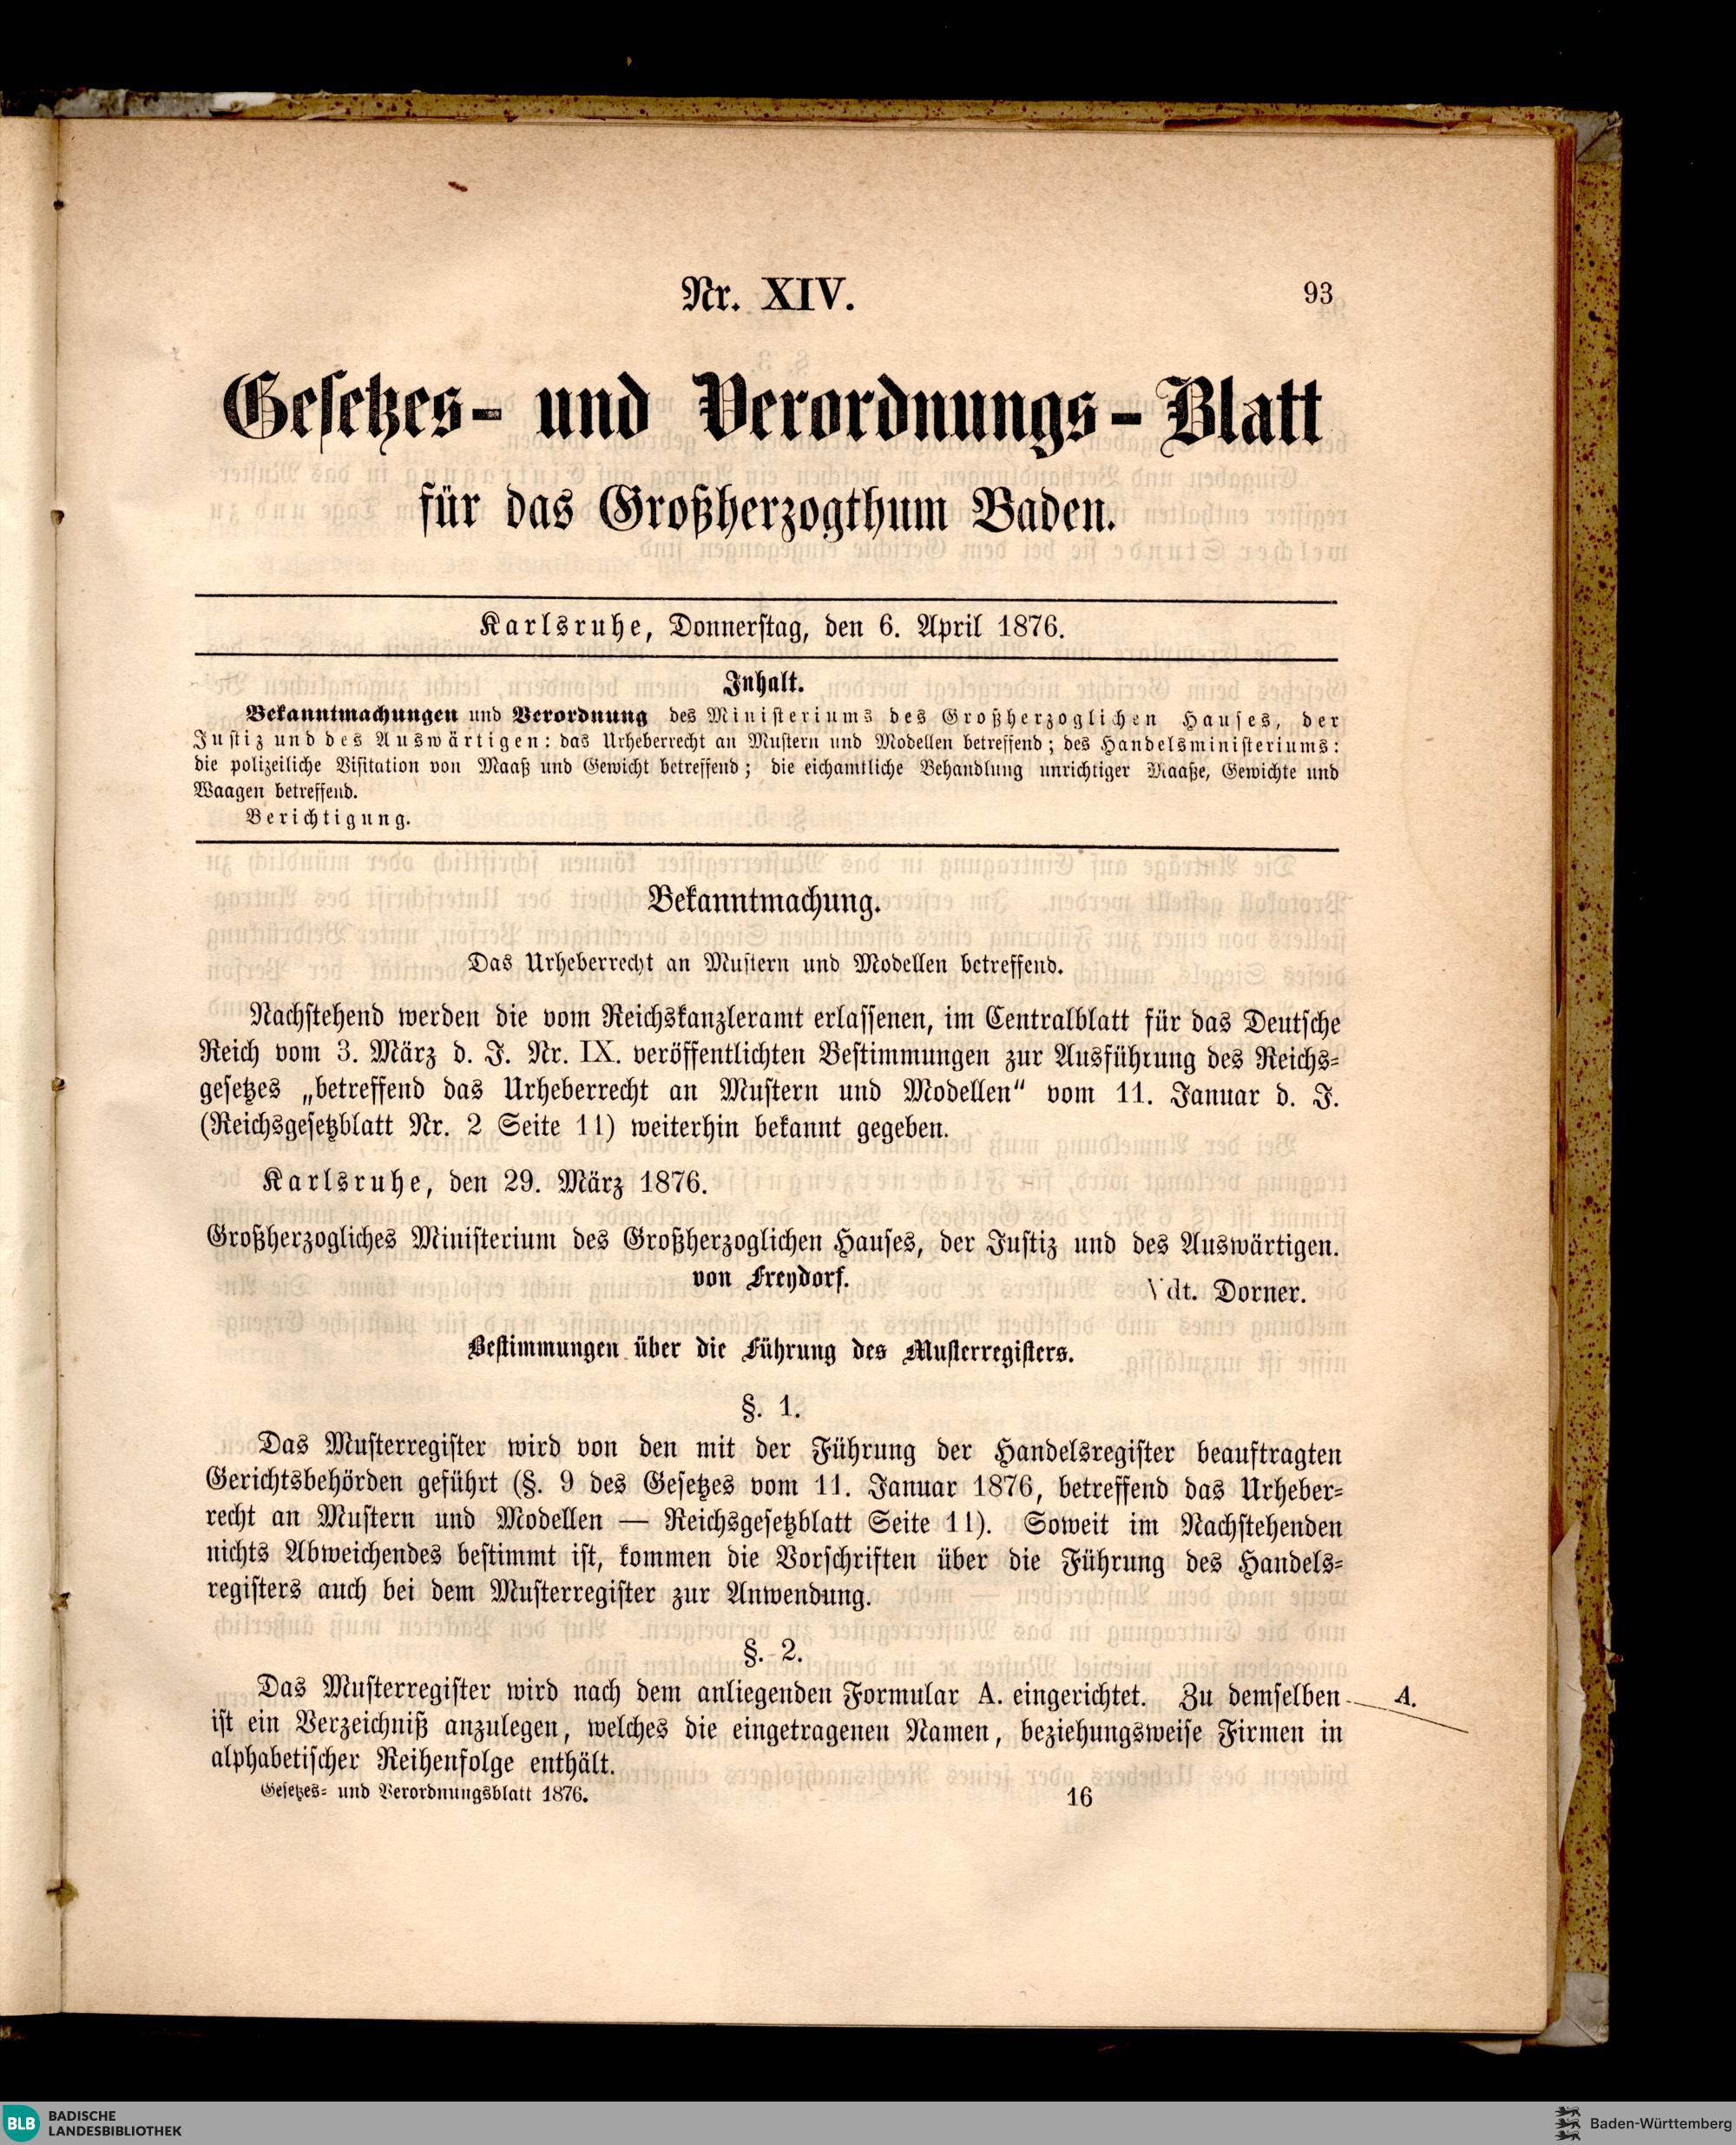 Nr. XIV.
93
Gesetzes- und Verordnungs-Blatt
für das Großherzogthum Baden.
Karlsruhe, Donnerstag, den 6. April 1876.
Inhalt.
Bekanntmachungen und Verordnung des Ministeriums des Großherzoglichen Hauses, der
Justiz und des Auswärtigen: das Urheberrecht an Mustern und Modellen betreffend; des Handelsministeriums:
die polizeiliche Visitation von Maaß und Gewicht betreffend; die eichamtliche Behandlung unrichtiger Maaße, Gewichte und
Waagen betreffend.
Berichtigung.
Bekanntmachung.
Das Urheberrecht an Mustern und Modellen betreffend.
Nachstehend werden die vom Reichskanzleramt erlassenen, im Centralblatt für das Deutsche
Reich vom 3. März d. J. Nr. IX. veröffentlichten Bestimmungen zur Ausführung des Reichs-
gesetzes „betreffend das Urheberrecht an Mustern und Modellen“ vom 11. Januar d. J.
(Reichsgesetzblatt Nr. 2 Seite 11) weiterhin bekannt gegeben.
Karlsruhe, den 29. März 1876.
Großherzogliches Ministerium des Großherzoglichen Hauses, der Justiz und des Auswärtigen.
von Freydorf.
Vdt. Dorner.
Bestimmungen über die Führung des Musterregisters.
§. 1.
Das Musterregister wird von den mit der Führung der Handelsregister beauftragten
Gerichtsbehörden geführt (§. 9 des Gesetzes vom 11. Januar 1876, betreffend das Urheber-
recht an Mustern und Modellen — Reichsgesetzblatt Seite 11). Soweit im Nachstehenden
nichts Abweichendes bestimmt ist, kommen die Vorschriften über die Führung des Handels-
registers auch bei dem Musterregister zur Anwendung.
§. 2.
Das Musterregister wird nach dem anliegenden Formular A. eingerichtet. Zu demselben
A.
ist ein Verzeichniß anzulegen, welches die eingetragenen Namen, beziehungsweise Firmen in
alphabetischer Reihenfolge enthält.
Gesetzes- und Verordnungsblatt 1876.
16
BLB
BADISCHE
LANDESBIBLIOTHEK
Baden-Württemberg